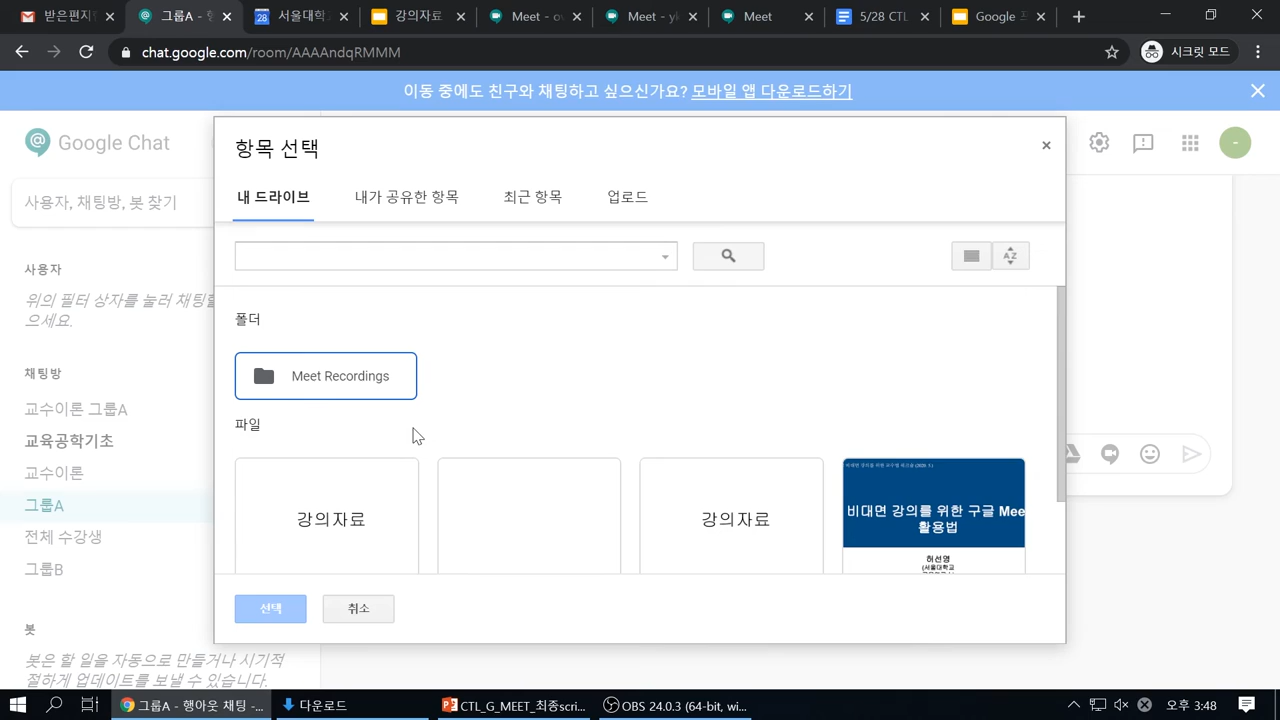 받은편지
그룹A - 행
서울대학
강의자료
Meet - o
Meet - yk
Meet
5/28 CTL
Google 프
chat.google.com/room/AAAAndqRMMM
시크릿 모드
이동 중에도 친구와 채팅하고 싶으신가요? 모바일 앱 다운로드하기
Google Chat
사용자, 채팅방, 봇 찾기
사용자
위의 필터 상자를 눌러 채팅할
으세요.
채팅방
교수이론 그룹A
교육공학기초
교수이론
그룹A
전체 수강생
그룹B
봇
봇은 할 일을 자동으로 만들거나 시기적
절하게 업데이트를 보낼 수 있습니다.
항목 선택
내 드라이브
내가 공유한 항목
최근 항목
업로드
폴더
Meet Recordings
파일
강의자료
강의자료
비대면 강의를 위한 구글 Mee
활용법
허선영
(서울대학교
선택
취소
그룹A - 행아웃 채팅 -...
다운로드
CTL_G_MEET_교안_scri...
OBS 24.0.3 (64-bit, wi...
오후 3:48